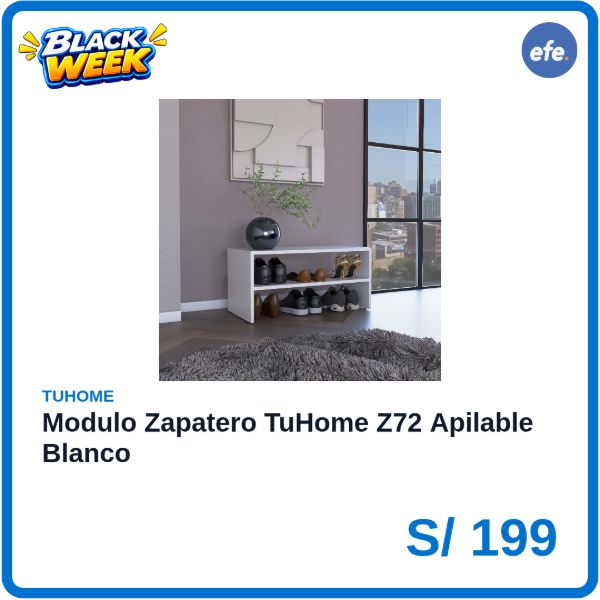 BLACK
WEEK
efe.
TUHOME
Modulo Zapatero TuHome Z72 Apilable
Blanco
S/ 199